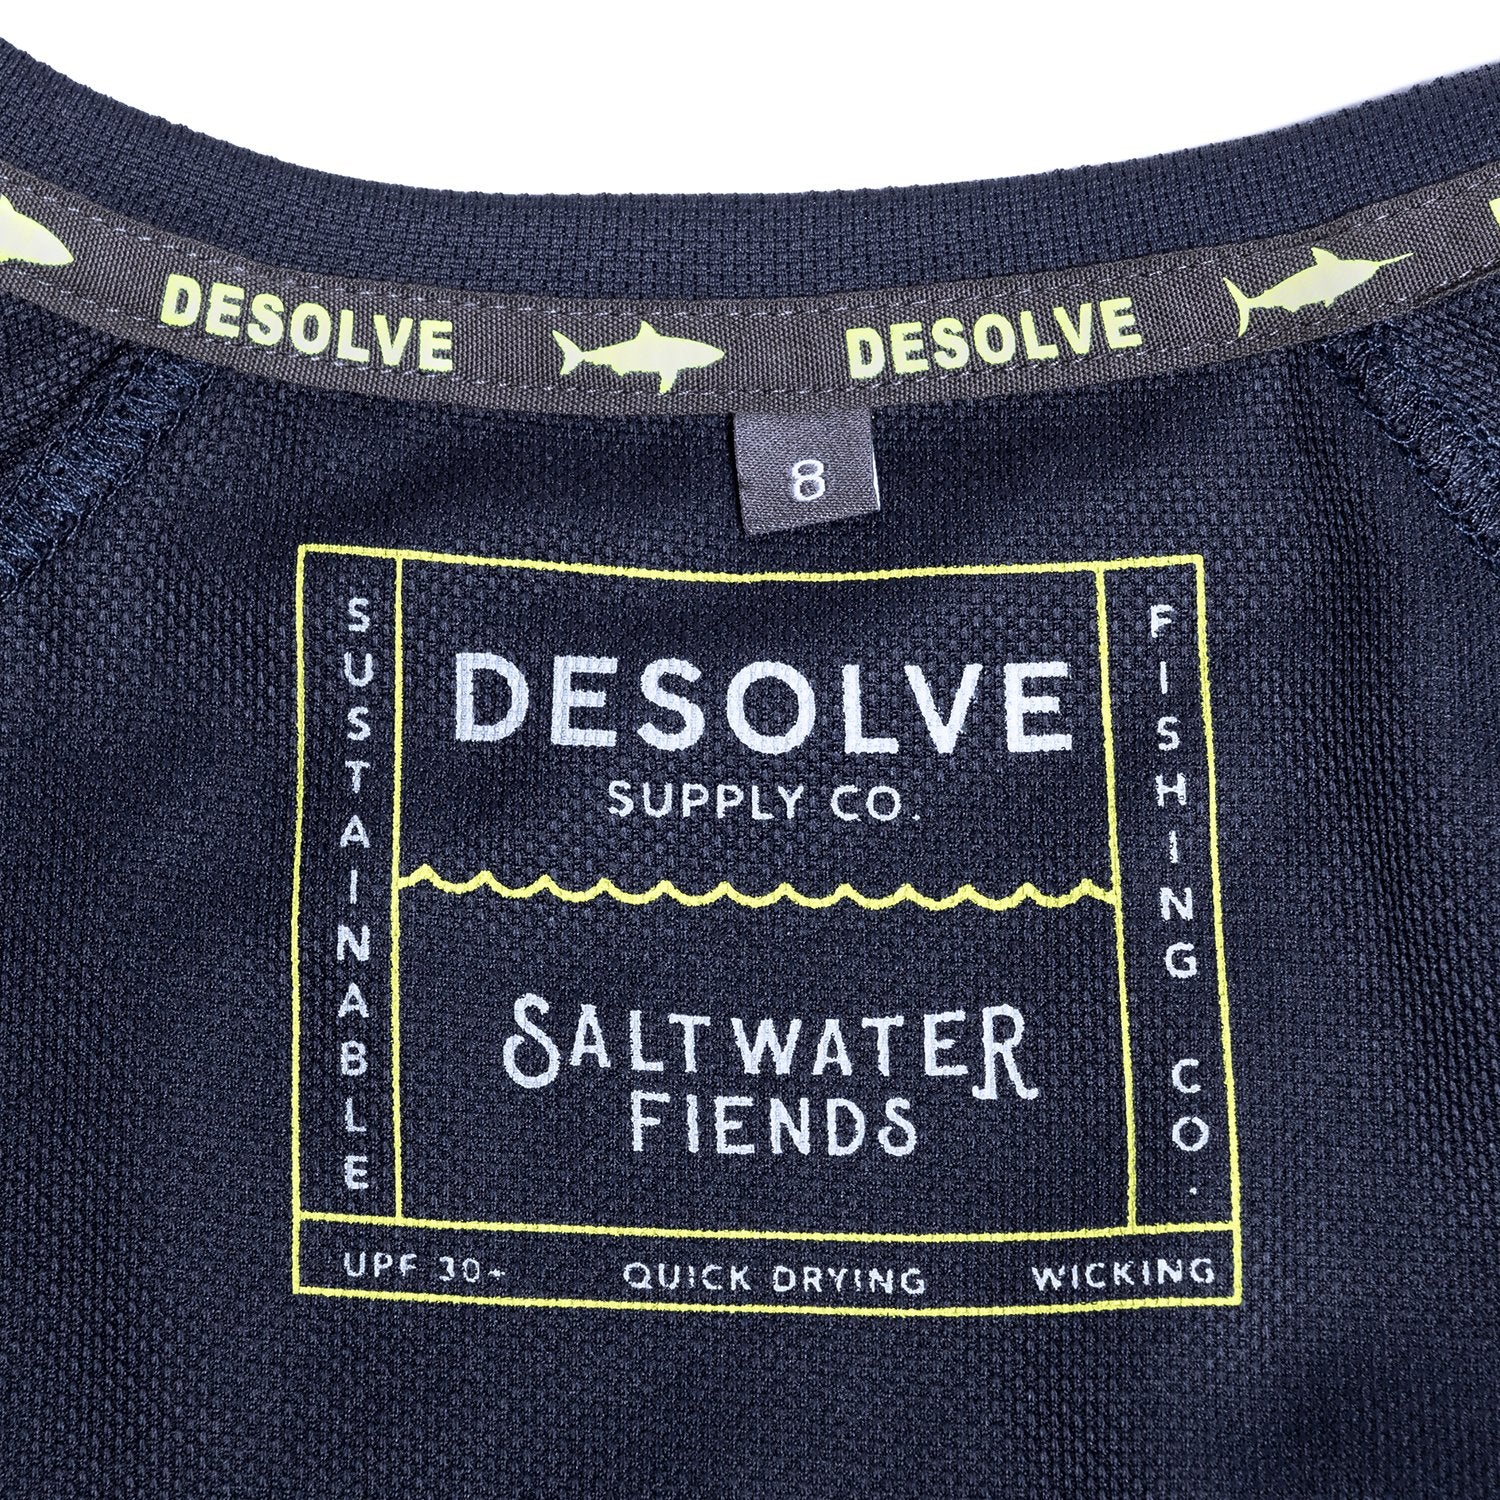 DESOLVE DESOLVE
8
SUSTAINABLE
DESOLVE
SUPPLY CO.
SALTWATER
FIENDS
FISHING CO.
UPF 30+ QUICK DRYING WICKING